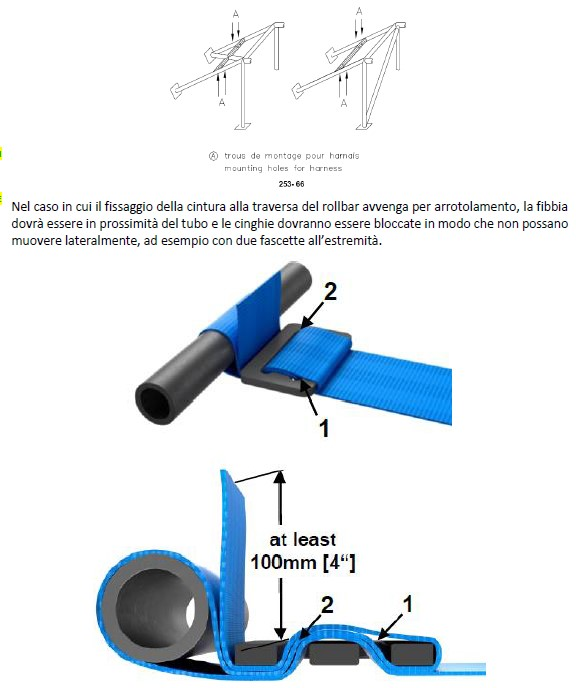 A
A
A
A
Ⓐ trous de montage pour harnais
mounting holes for harness
253-66
Nel caso in cui il fissaggio della cintura alla traversa del rollbar avvenga per arrotolamento, la fibbia
dovrà essere in prossimità del tubo e le cinghie dovranno essere bloccate in modo che non possano
muovere lateralmente, ad esempio con due fascette all’estremità.
2
1
at least
100mm [4“]
2
1